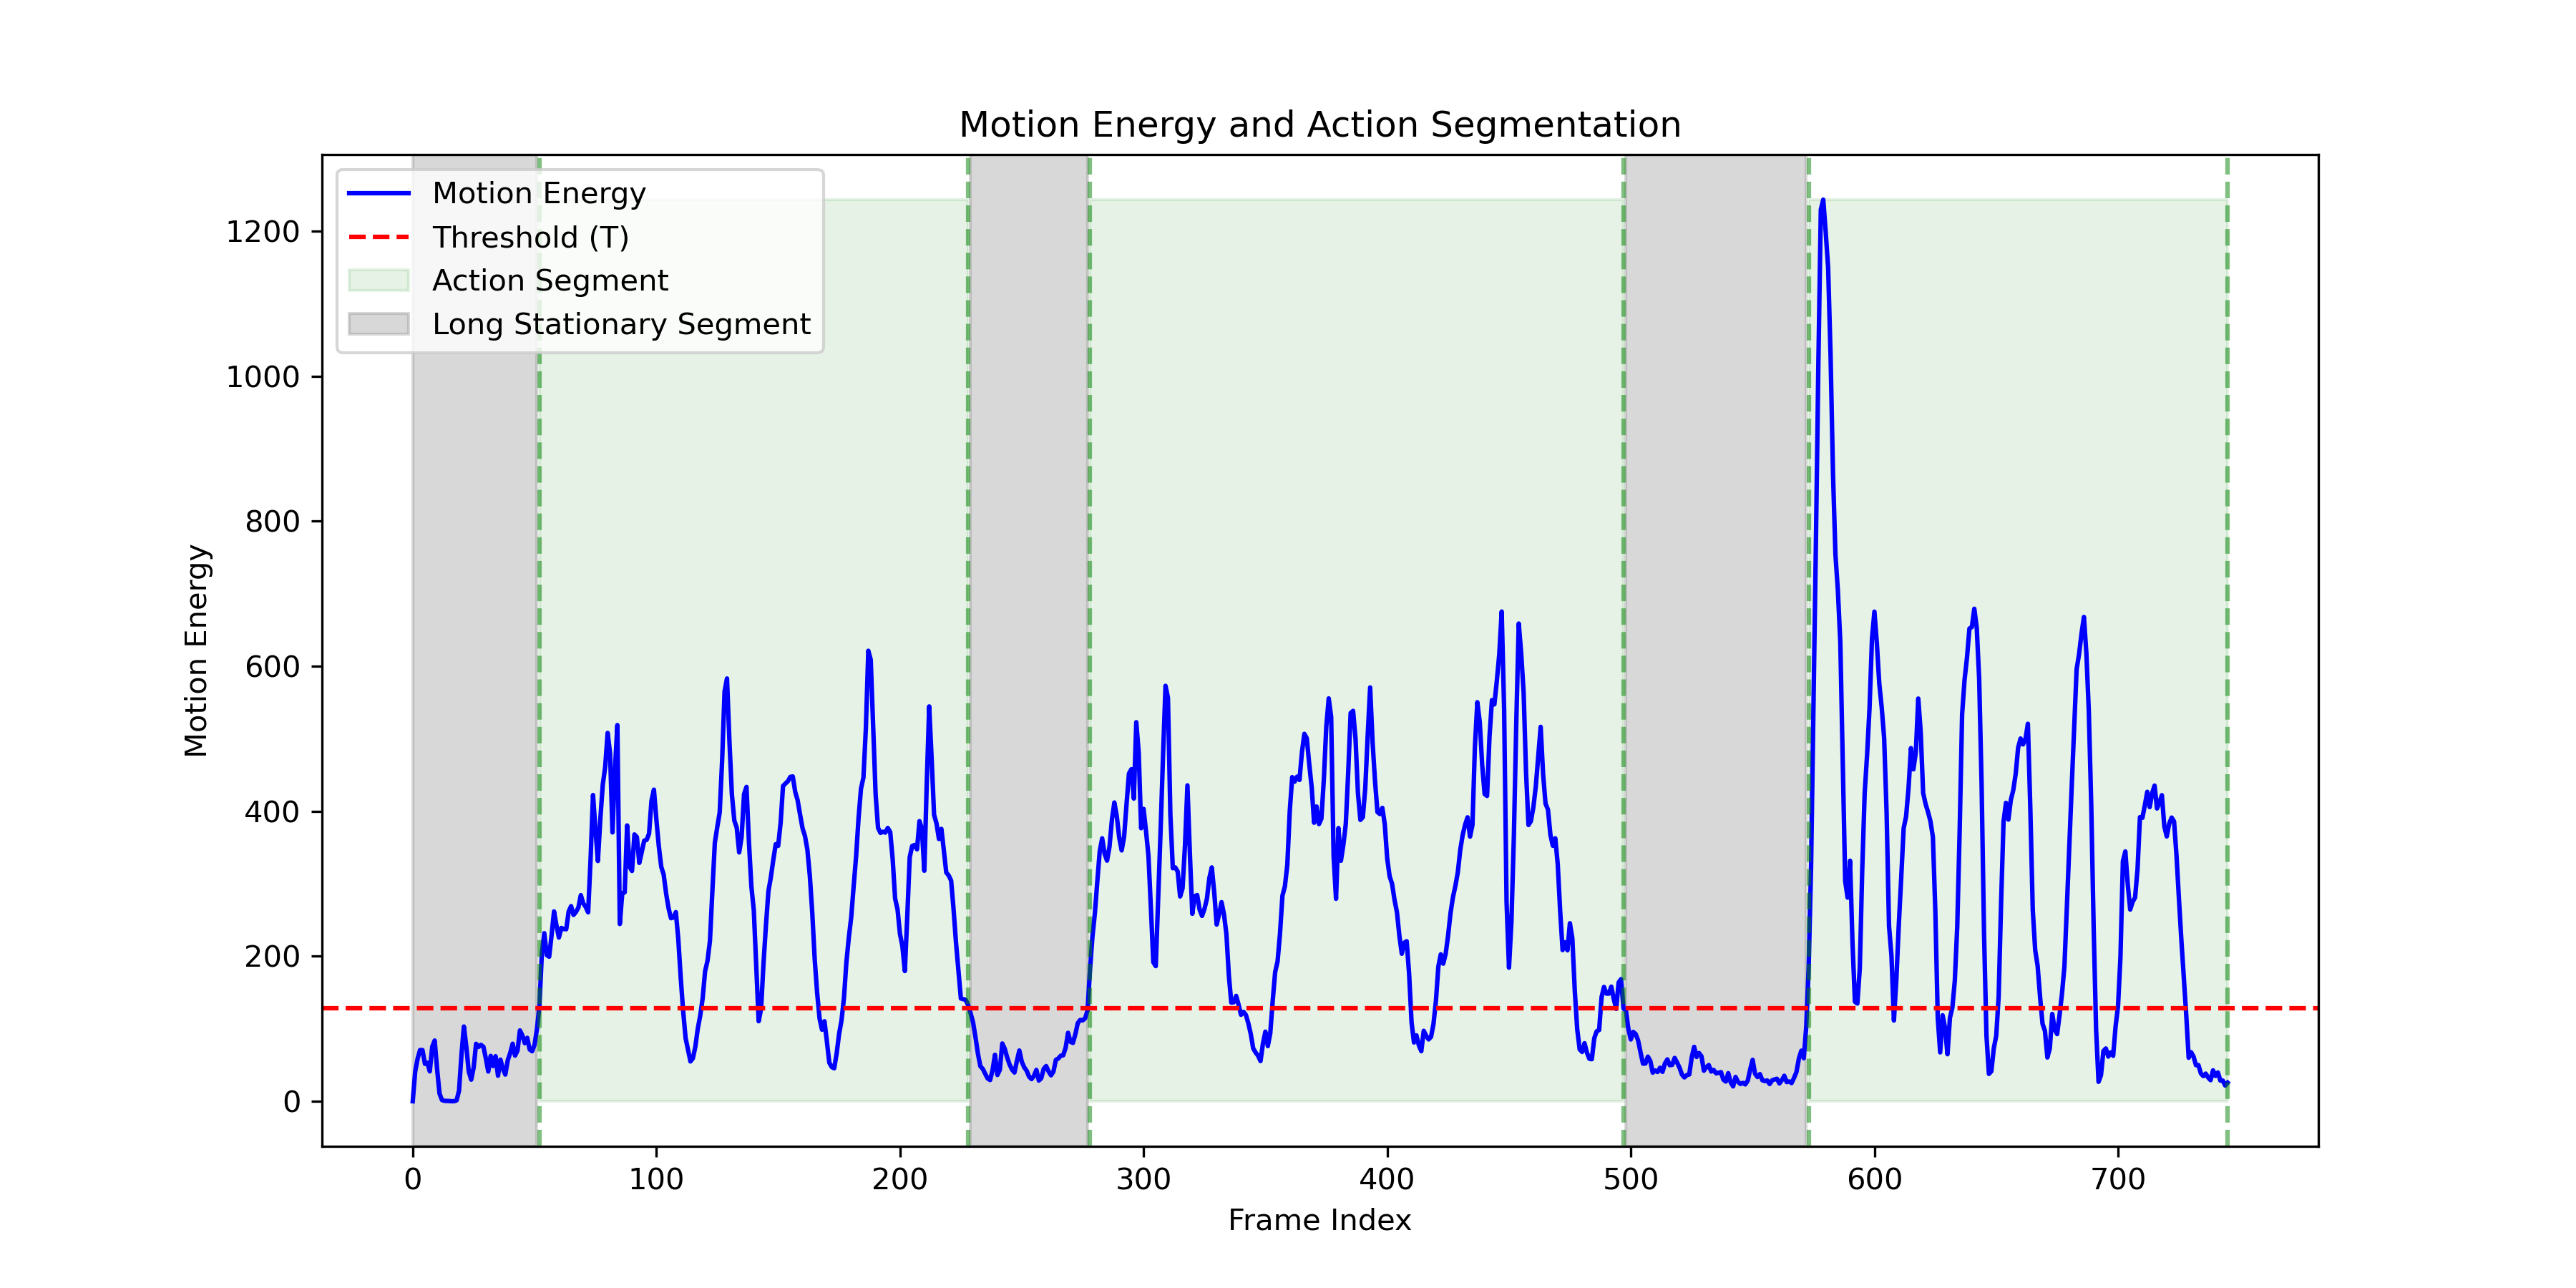 Motion Energy and Action Segmentation
Motion Energy
Threshold (T)
Action Segment
Long Stationary Segment
Motion Energy
1200
1000
800
600
400
200
0
0 100 200 300 400 500 600 700
Frame Index